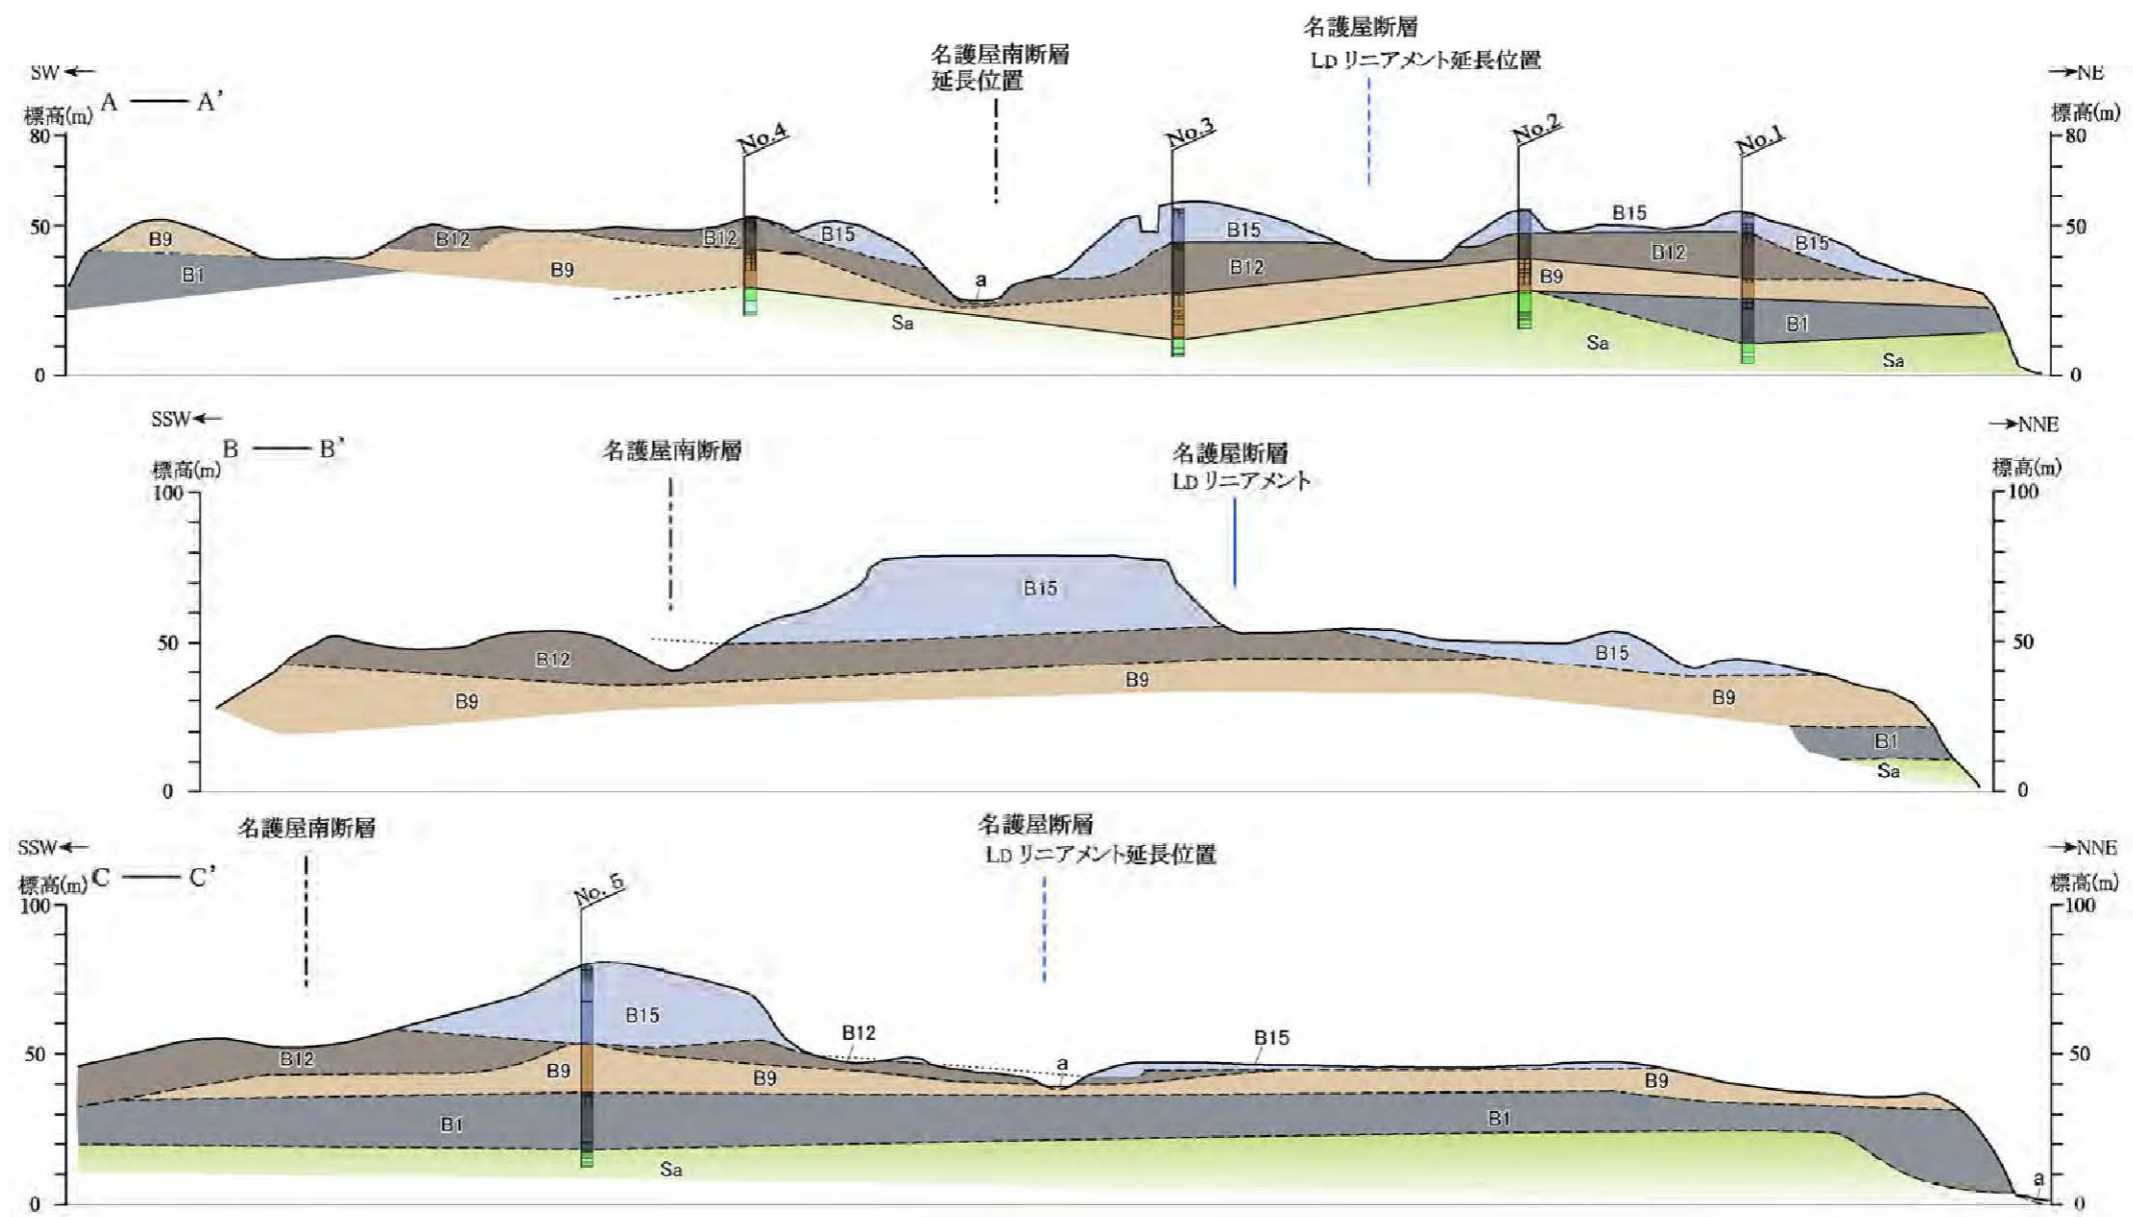 名護屋断層
LDリニアメント延長位置
名護屋南断層
延長位置
SW←
→NE
A ── A’
標高(m)
標高(m)
80
80
No.4
No.3
No.2
No.1
50
50
B9
B12
B12
B15
B15
B15
B12
B15
B12
B1
B9
a
B9
B1
Sa
Sa
Sa
0
0
SSW←
→NNE
B ── B’
名護屋南断層
名護屋断層
LDリニアメント
標高(m)
標高(m)
100
100
B15
50
50
B12
B15
B9
B9
B9
B1
Sa
0
0
名護屋南断層
名護屋断層
LDリニアメント延長位置
SSW←
→NNE
C ── C’
標高(m)
標高(m)
100
100
No. 5
B15
B12
B15
50
50
B12
B9
B9
a
B9
B1
B1
Sa
a
0
0